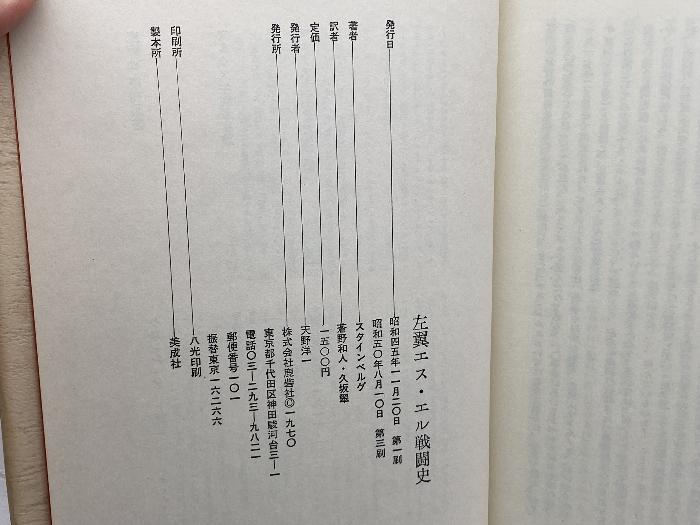 左翼エス・エル戦闘史
発行日 昭和四五年一一月二〇日 第一刷
昭和五〇年八月一〇日 第三刷
著者 スタインベルグ
訳者 蒼野和人・久坂翠
定価 一五〇〇円
発行者 天野洋一
発行所 株式会社鹿砦社©一九七〇
東京都千代田区神田駿河台三—一
電話〇三—二九三—九八二一
郵便番号一〇一
振替東京一六二六六
印刷所 八光印刷
製本所 美成社